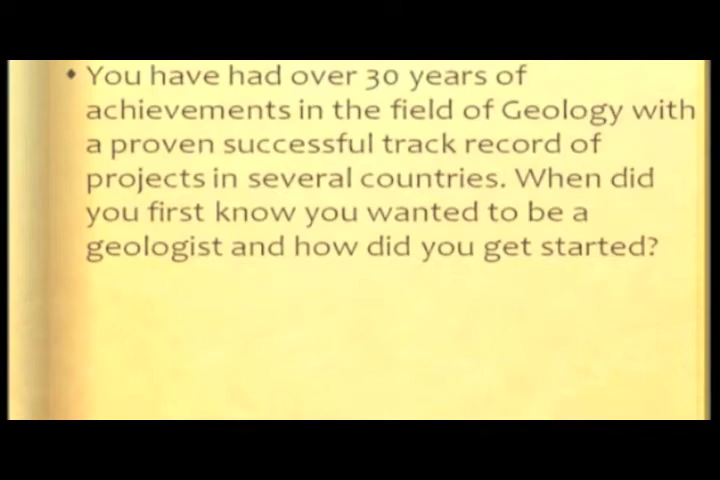 • You have had over 30 years of
achievements in the field of Geology with
a proven successful track record of
projects in several countries. When did
you first know you wanted to be a
geologist and how did you get started?